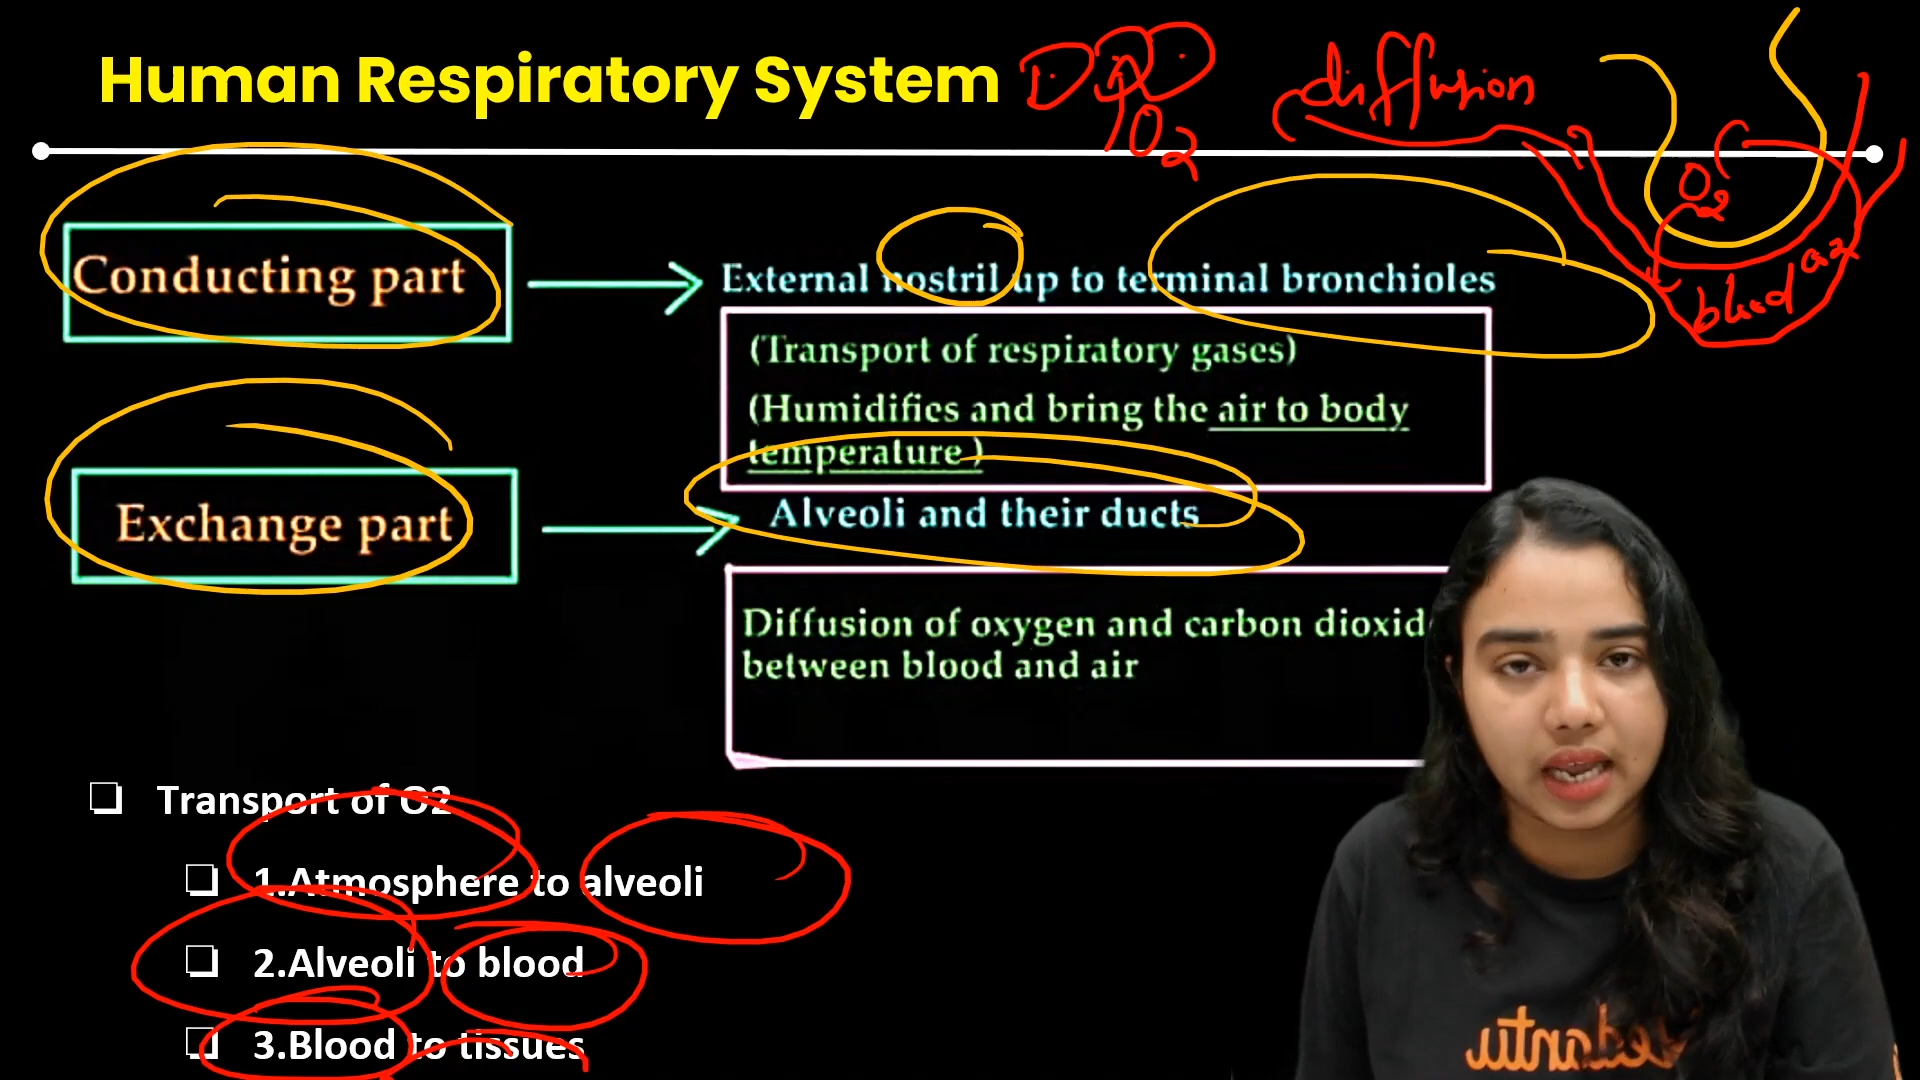 Human Respiratory System
O2
diffusion
O2
blood
Conducting part
External nostril up to terminal bronchioles
(Transport of respiratory gases)
(Humidifies and bring the air to body
temperature )
Exchange part
Alveoli and their ducts
Diffusion of oxygen and carbon dioxid
between blood and air
Transport of O2
1.Atmosphere to alveoli
2.Alveoli to blood
3.Blood to tissues